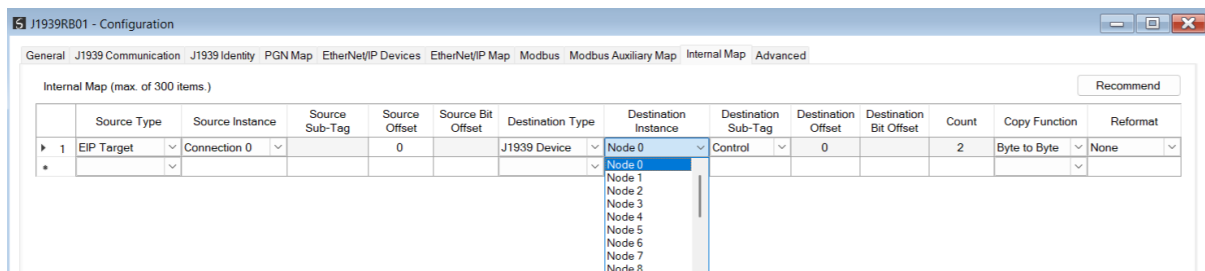 J1939RB01 - Configuration
General J1939 Communication J1939 Identity PGN Map EtherNet/IP Devices EtherNet/IP Map Modbus Modbus Auxiliary Map Internal Map Advanced
Internal Map (max. of 300 items.) Recommend
Source Type Source Instance Source Sub-Tag Source Offset Source Bit Offset Destination Type Destination Instance Destination Sub-Tag Destination Offset Destination Bit Offset Count Copy Function Reformat
1 EIP Target Connection 0 0 J1939 Device Node 0 Control 0 2 Byte to Byte None
Node 0
Node 1
Node 2
Node 3
Node 4
Node 5
Node 6
Node 7
Node 8